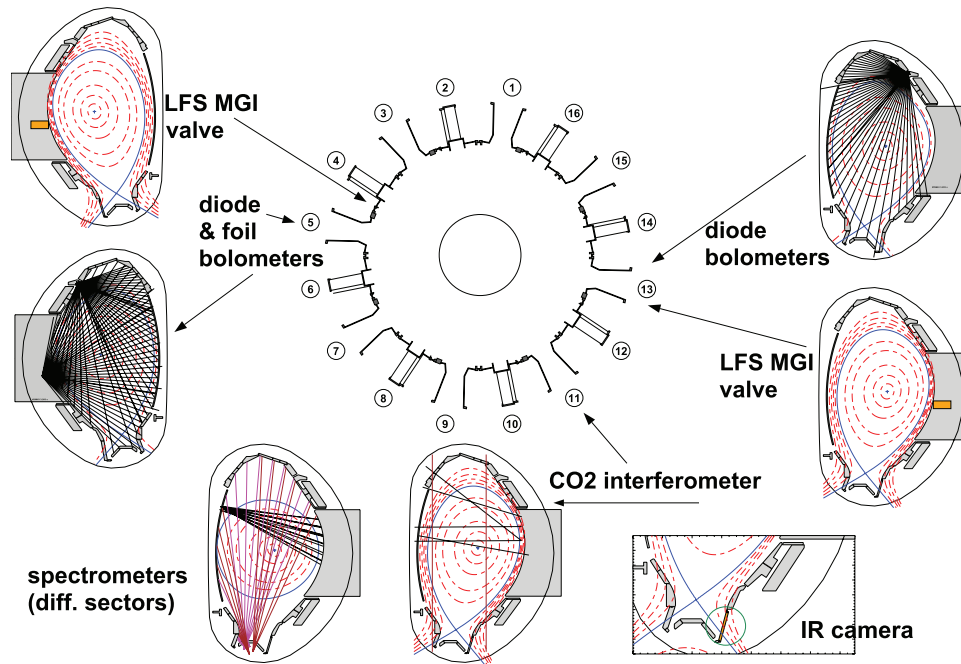 LFS MGI
valve
diode
& foil
bolometers
1
2
3
4
5
6
7
8
9
10
11
12
13
14
15
16
diode
bolometers
LFS MGI
valve
CO2 interferometer
spectrometers
(diff. sectors)
IR camera